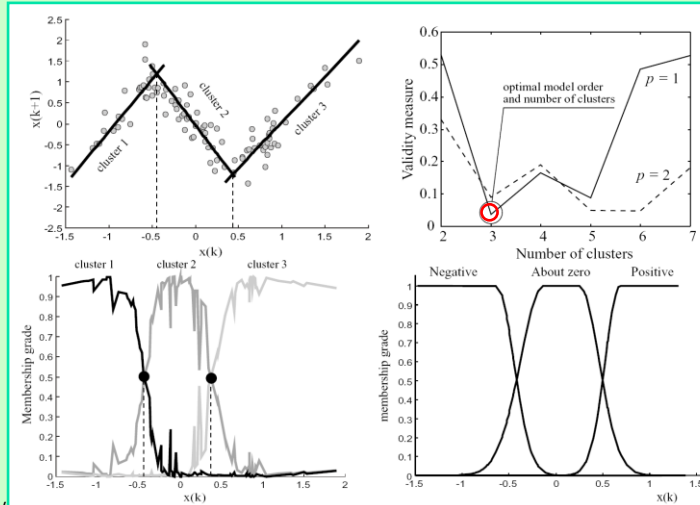 2.5
2
1.5
1
0.5
0
-0.5
-1
-1.5
-2
-2.5
x(k+1)
cluster 1
cluster 2
cluster 3
-1.5 -1 -0.5 0 0.5 1 1.5 2
x(k)
0.6
0.5
0.4
0.3
0.2
0.1
0
Validity measure
optimal model order
and number of clusters
p = 1
p = 2
2 3 4 5 6 7
Number of clusters
cluster 1 cluster 2 cluster 3
1
0.9
0.8
0.7
0.6
0.5
0.4
0.3
0.2
0.1
0
Membership grade
-1.5 -1 -0.5 0 0.5 1 1.5 2
x(k)
Negative About zero Positive
1
0.9
0.8
0.7
0.6
0.5
0.4
0.3
0.2
0.1
0
membership grade
-1.5 -1 -0.5 0 0.5 1 1.5
x(k)